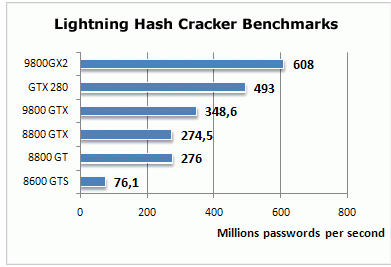 Lightning Hash Cracker Benchmarks
9800GX2 608
GTX 280 493
9800 GTX 348,6
8800 GTX 274,5
8800 GT 276
8600 GTS 76,1
0 200 400 600 800
Millions passwords per second